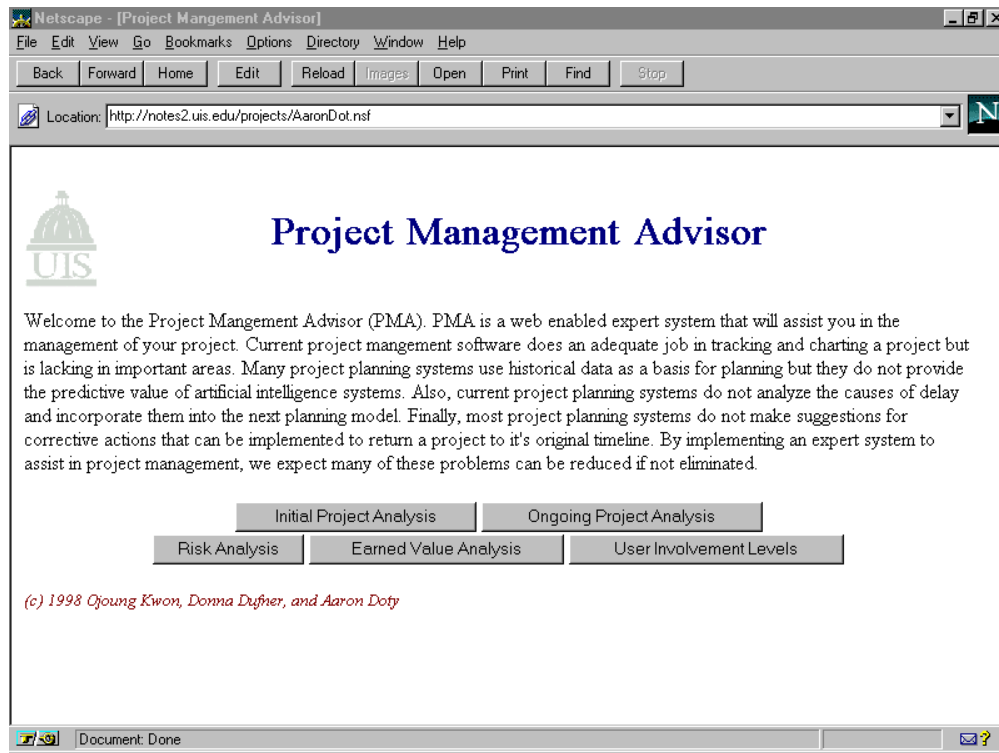 Netscape - [Project Mangement Advisor]
File Edit View Go Bookmarks Options Directory Window Help
Back Forward Home Edit Reload Images Open Print Find Stop
Location: http://notes2.uis.edu/projects/AaronDot.nsf
N
UIS
Project Management Advisor
Welcome to the Project Mangement Advisor (PMA). PMA is a web enabled expert system that will assist you in the
management of your project. Current project mangement software does an adequate job in tracking and charting a project but
is lacking in important areas. Many project planning systems use historical data as a basis for planning but they do not provide
the predictive value of artificial intelligence systems. Also, current project planning systems do not analyze the causes of delay
and incorporate them into the next planning model. Finally, most project planning systems do not make suggestions for
corrective actions that can be implemented to return a project to it's original timeline. By implementing an expert system to
assist in project management, we expect many of these problems can be reduced if not eliminated.
Initial Project Analysis Ongoing Project Analysis
Risk Analysis Earned Value Analysis User Involvement Levels
(c) 1998 Ojoung Kwon, Donna Dufner, and Aaron Doty
Document: Done
?